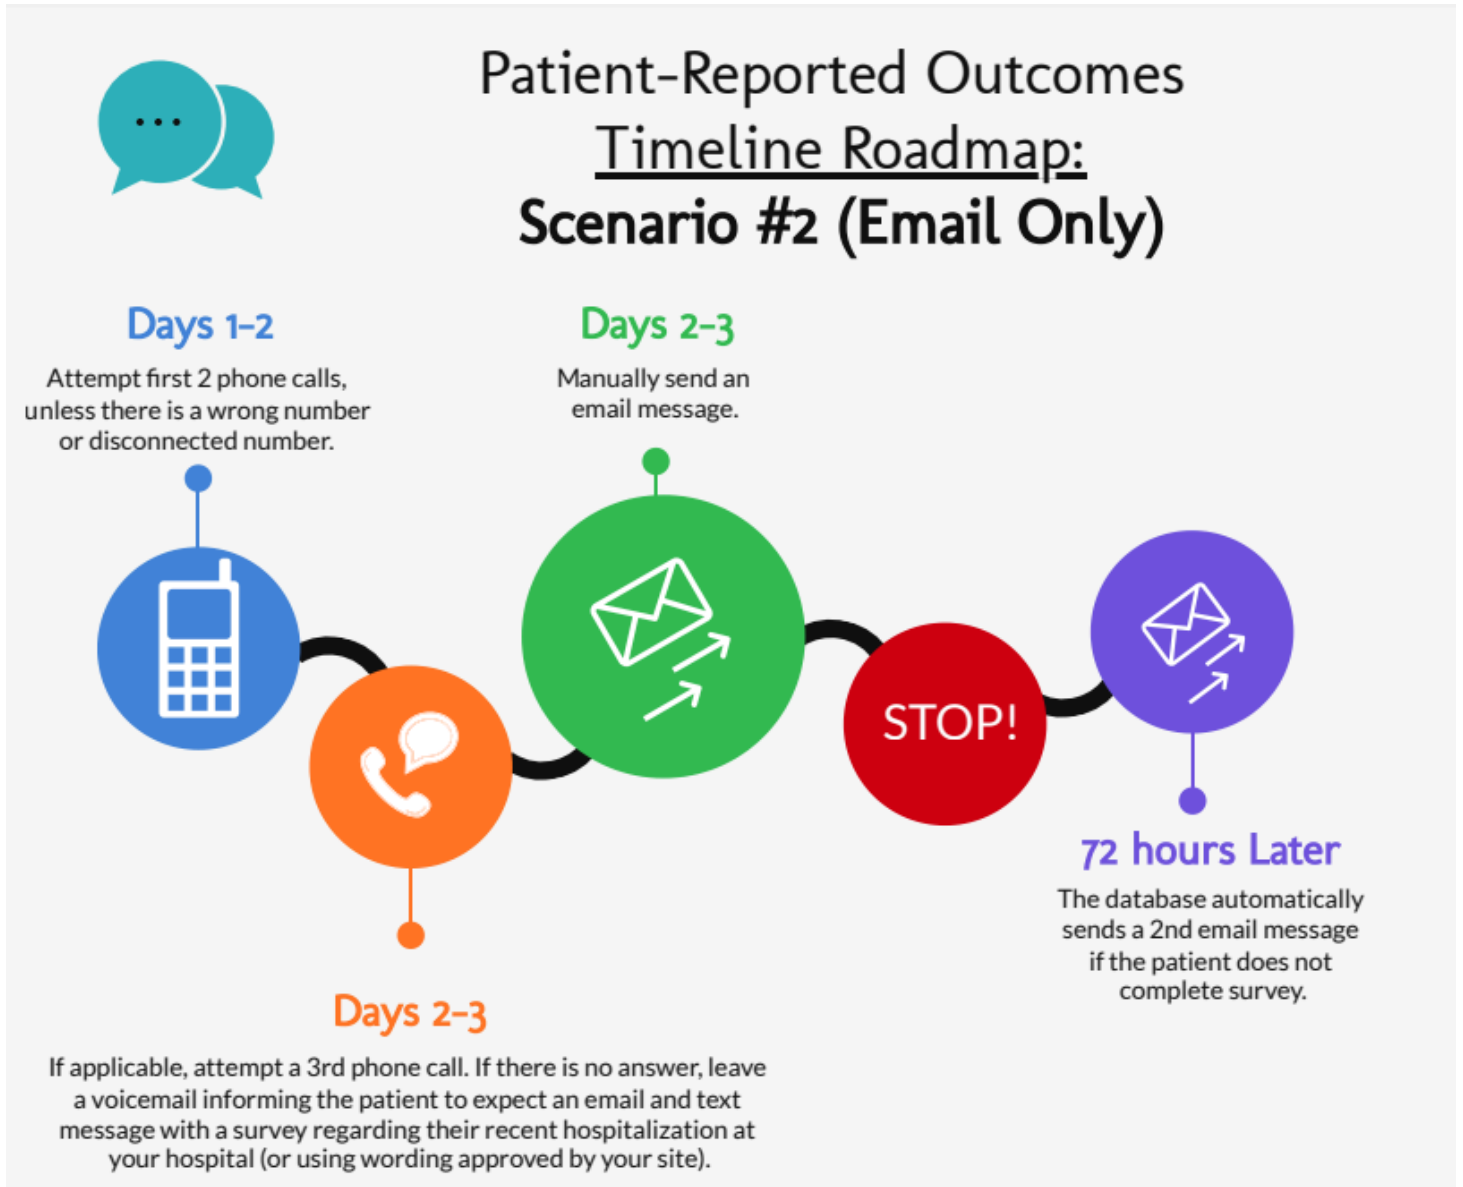 Patient-Reported Outcomes
Timeline Roadmap:
Scenario #2 (Email Only)
Days 1-2
Attempt first 2 phone calls,
unless there is a wrong number
or disconnected number.
Days 2-3
Manually send an
email message.
STOP!
72 hours Later
The database automatically
sends a 2nd email message
if the patient does not
complete survey.
Days 2-3
If applicable, attempt a 3rd phone call. If there is no answer, leave
a voicemail informing the patient to expect an email and text
message with a survey regarding their recent hospitalization at
your hospital (or using wording approved by your site).